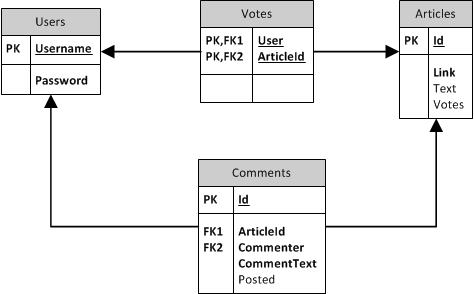 Users
PK Username
Password
Votes
PK,FK1 User
PK,FK2 ArticleId
Articles
PK Id
Link
Text
Votes
Comments
PK Id
FK1 ArticleId
FK2 Commenter
CommentText
Posted